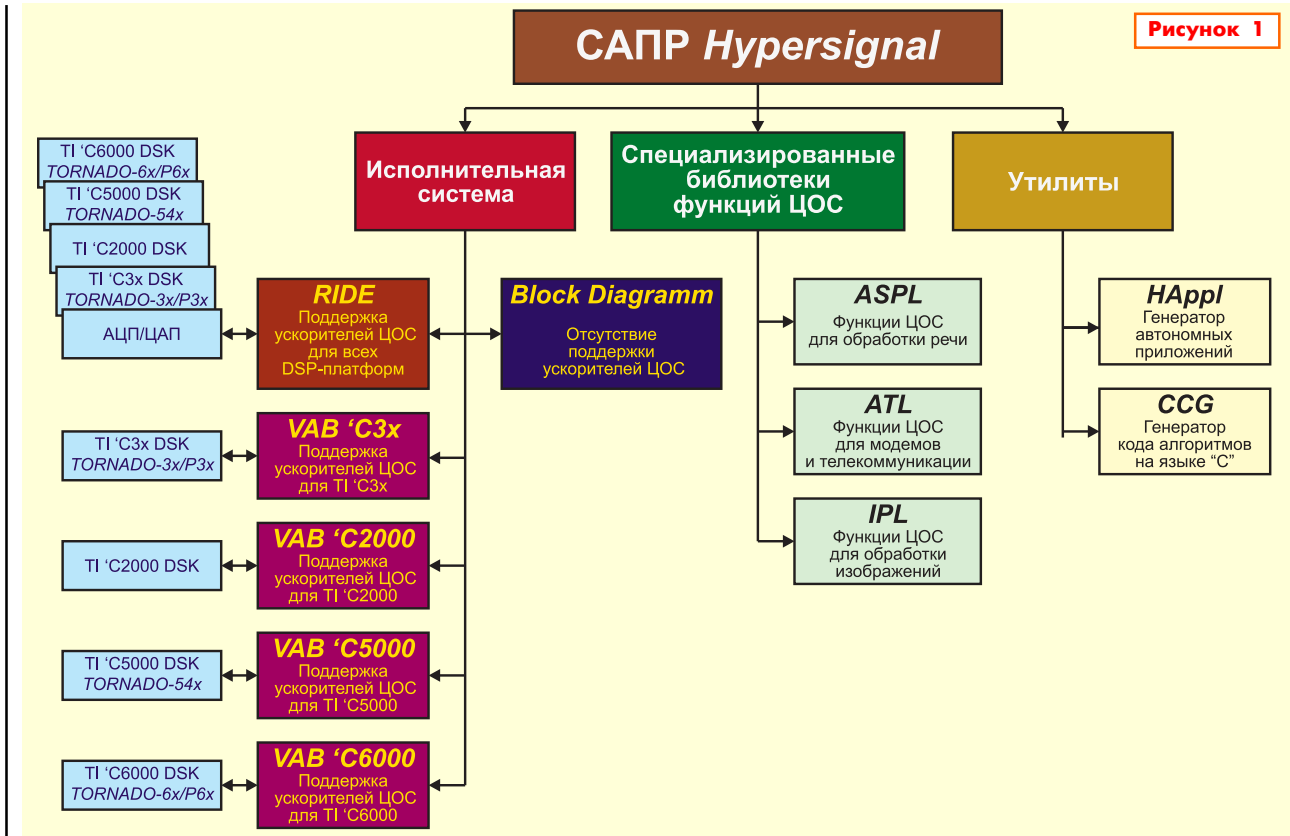 Рисунок 1
САПР Hypersignal
Исполнительная
система
Специализированные
библиотеки
функций ЦОС
Утилиты
TI ‘C6000 DSK
TORNADO-6x/P6x
TI ‘C5000 DSK
TORNADO-54x
TI ‘C2000 DSK
TI ‘C3x DSK
TORNADO-3x/P3x
АЦП/ЦАП
RIDE
Поддержка
ускорителей ЦОС
для всех
DSP-платформ
Block Diagramm
Отсутствие
поддержки
ускорителей ЦОС
ASPL
Функции ЦОС
для обработки речи
HAppl
Генератор
автономных
приложений
TI ‘C3x DSK
TORNADO-3x/P3x
VAB ‘C3x
Поддержка
ускорителей ЦОС
для TI ‘C3x
ATL
Функции ЦОС
для модемов
и телекоммуникации
CCG
Генератор
кода алгоритмов
на языке “С”
TI ‘C2000 DSK
VAB ‘C2000
Поддержка
ускорителей ЦОС
для TI ‘C2000
IPL
Функции ЦОС
для обработки
изображений
TI ‘C5000 DSK
TORNADO-54x
VAB ‘C5000
Поддержка
ускорителей ЦОС
для TI ‘C5000
TI ‘C6000 DSK
TORNADO-6x/P6x
VAB ‘C6000
Поддержка
ускорителей ЦОС
для TI ‘C6000